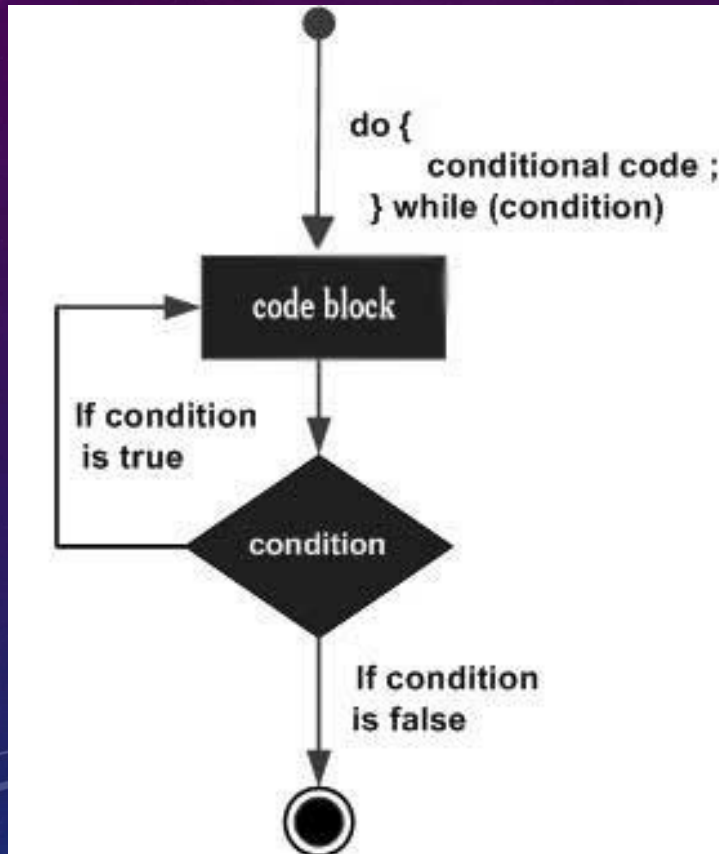 do {
conditional code ;
} while (condition)
code block
If condition
is true
condition
If condition
is false